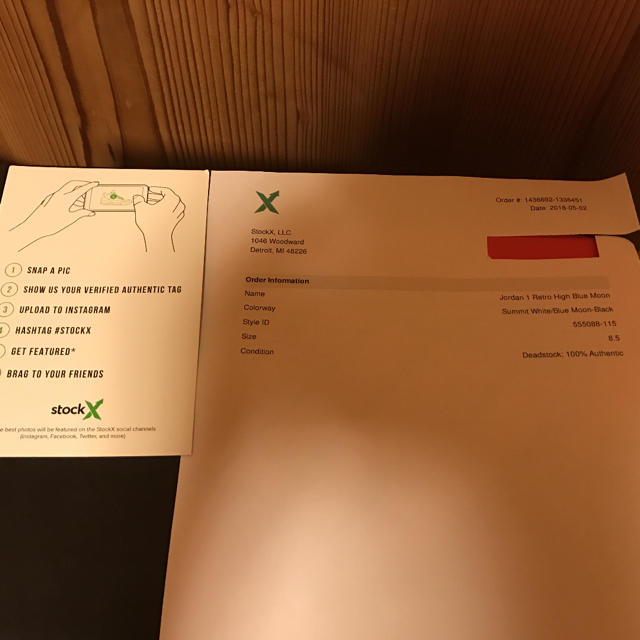 1 SNAP A PIC
2 SHOW US YOUR VERIFIED AUTHENTIC TAG
3 UPLOAD TO INSTAGRAM
HASHTAG #STOCKX
GET FEATURED*
BRAG TO YOUR FRIENDS
stockX
best photos will be featured on the StockX social channels
(Instagram, Facebook, Twitter, and more)
X
Order #: 1436692-1336451
Date: 2018-05-02
StockX, LLC
1046 Woodward
Detroit, MI 48226
Order Information
Name Jordan 1 Retro High Blue Moon
Colorway Summit White/Blue Moon-Black
Style ID 555088-115
Size 8.5
Condition Deadstock; 100% Authentic